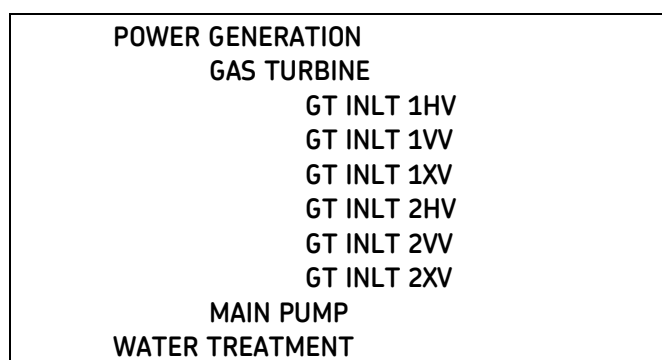 POWER GENERATION
GAS TURBINE
GT INLT 1HV
GT INLT 1VV
GT INLT 1XV
GT INLT 2HV
GT INLT 2VV
GT INLT 2XV
MAIN PUMP
WATER TREATMENT